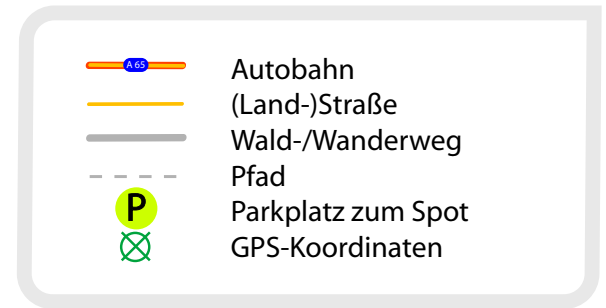 A 65 Autobahn
(Land-)Straße
Wald-/Wanderweg
Pfad
P Parkplatz zum Spot
GPS-Koordinaten